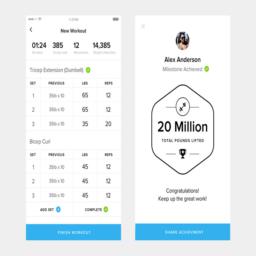 New Workout
01:24 385 12 14,385
Tricep Extension (Dumbell)
SET PREVIOUS LBS REPS
1 35lb x 10 65 12
2 35lb x 10 65 12
3 35lb x 10 35 20
Bicep Curl
SET PREVIOUS LBS REPS
1 35lb x 10 45 12
2 35lb x 10 45 12
3 35lb x 10 45 12
ADD SET COMPLETE
FINISH WORKOUT
Alex Anderson
Milestone Achieved
20 Million
TOTAL POUNDS LIFTED
Congratulations!
Keep up the great work!
SHARE ACHIEVMENT